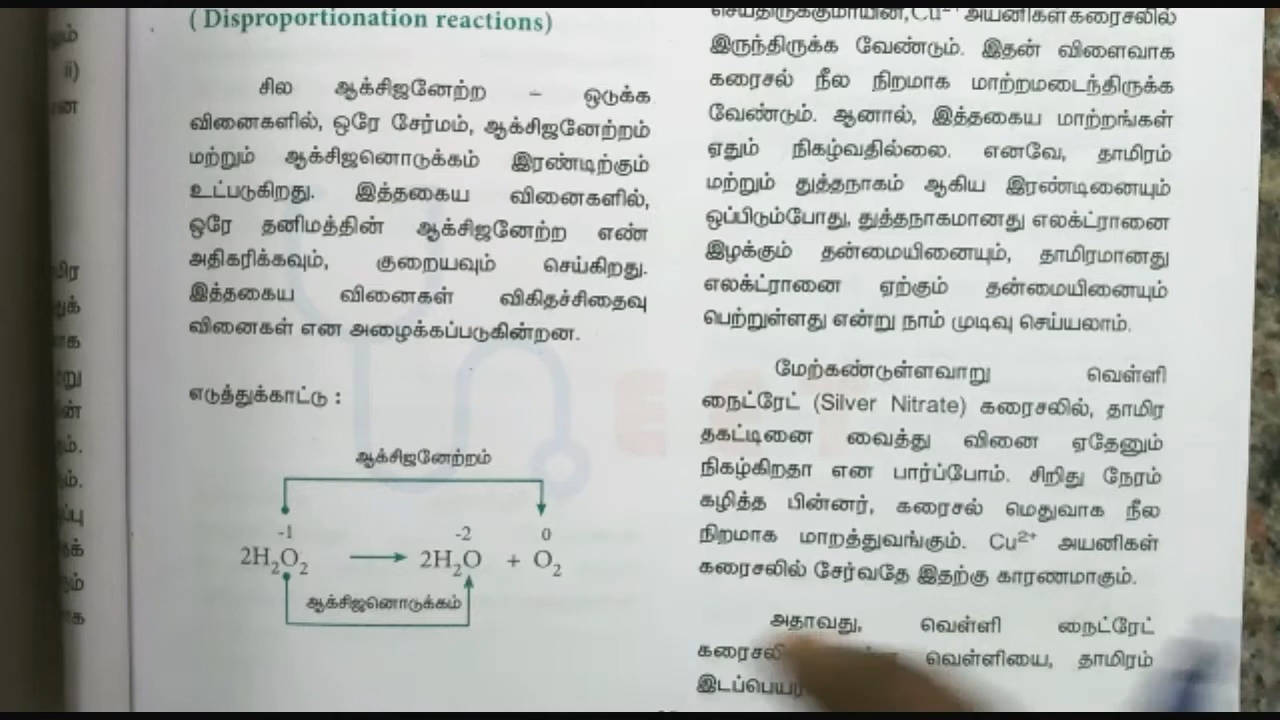 ( Disproportionation reactions)
சில ஆக்சிஜனேற்ற – ஒடுக்க
வினைகளில், ஒரே சேர்மம், ஆக்சிஜனேற்றம்
மற்றும் ஆக்சிஜனொடுக்கம் இரண்டிற்கும்
உட்படுகிறது. இத்தகைய வினைகளில்,
ஒரே தனிமத்தின் ஆக்சிஜனேற்ற எண்
அதிகரிக்கவும், குறையவும் செய்கிறது.
இத்தகைய வினைகள் விகிதச்சிதைவு
வினைகள் என அழைக்கப்படுகின்றன.
எடுத்துக்காட்டு :
ஆக்சிஜனேற்றம்
-1 -2 0
2H₂O₂ → 2H₂O + O₂
ஆக்சிஜனொடுக்கம்
செய்திருக்குமாயின், Cu²⁺ அயனிகள் கரைசலில்
இருந்திருக்க வேண்டும். இதன் விளைவாக
கரைசல் நீல நிறமாக மாற்றமடைந்திருக்க
வேண்டும். ஆனால், இத்தகைய மாற்றங்கள்
ஏதும் நிகழ்வதில்லை. எனவே, தாமிரம்
மற்றும் துத்தநாகம் ஆகிய இரண்டினையும்
ஒப்பிடும்போது, துத்தநாகமானது எலக்ட்ரானை
இழக்கும் தன்மையினையும், தாமிரமானது
எலக்ட்ரானை ஏற்கும் தன்மையினையும்
பெற்றுள்ளது என்று நாம் முடிவு செய்யலாம்.
மேற்கண்டுள்ளவாறு வெள்ளி
நைட்ரேட் (Silver Nitrate) கரைசலில், தாமிர
தகட்டினை வைத்து வினை ஏதேனும்
நிகழ்கிறதா என பார்ப்போம். சிறிது நேரம்
கழித்த பின்னர், கரைசல் மெதுவாக நீல
நிறமாக மாறத்துவங்கும். Cu²⁺ அயனிகள்
கரைசலில் சேர்வதே இதற்கு காரணமாகும்.
அதாவது, வெள்ளி நைட்ரேட்
வெள்ளியை, தாமிரம்